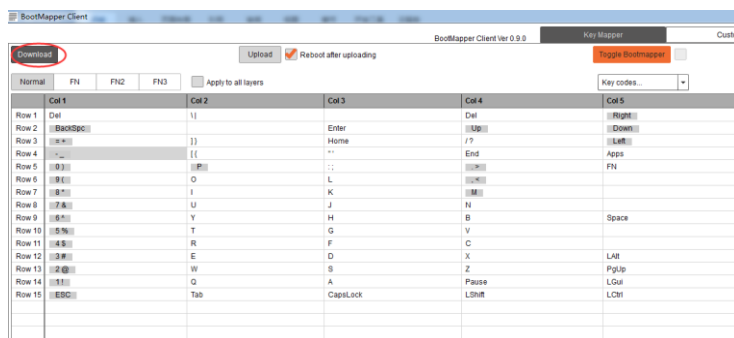 BootMapper Client
BootMapper Client Ver 0.9.0 Key Mapper Custo
Download Upload Reboot after uploading Toggle Bootmapper
Normal FN FN2 FN3 Apply to all layers Key codes...
Col 1 Col 2 Col 3 Col 4 Col 5
Row 1 Del \| Del Right
Row 2 BackSpc Enter Up Down
Row 3 = + ] } Home / ? Left
Row 4 - _ [ { " ' End Apps
Row 5 0 ) P : ; . > FN
Row 6 9 ( O L , <
Row 7 8 * I K M
Row 8 7 & U J N
Row 9 6 ^ Y H B Space
Row 10 5 % T G V
Row 11 4 $ R F C
Row 12 3 # E D X LAlt
Row 13 2 @ W S Z PgUp
Row 14 1 ! Q A Pause LGui
Row 15 ESC Tab CapsLock LShift LCtrl